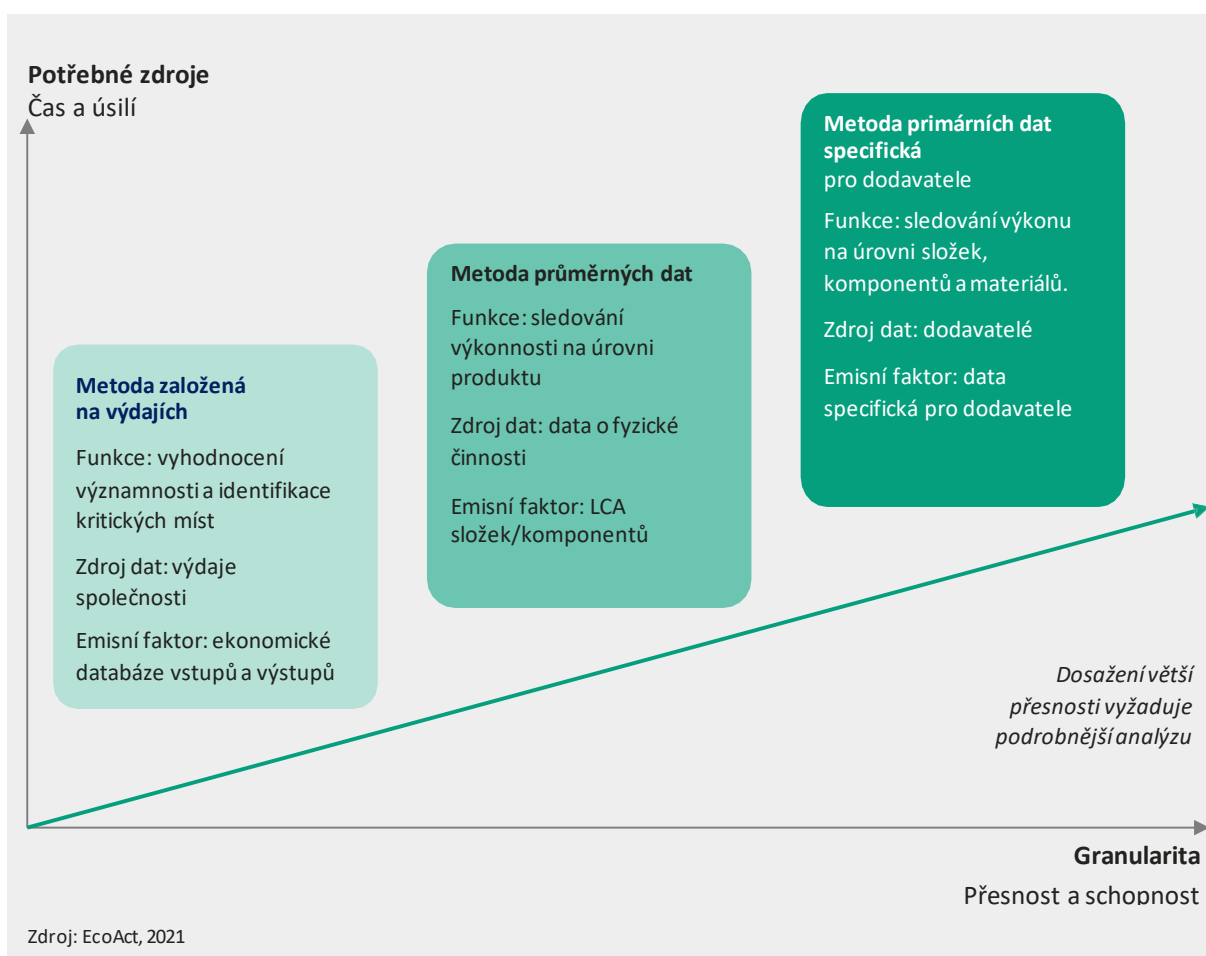 Potřebné zdroje
Čas a úsilí
Metoda založená
na výdajích
Funkce: vyhodnocení
významnosti a identifikace
kritických míst
Zdroj dat: výdaje
společnosti
Emisní faktor: ekonomické
databáze vstupů a výstupů
Metoda průměrných dat
Funkce: sledování
výkonnosti na úrovni
produktu
Zdroj dat: data o fyzické
činnosti
Emisní faktor: LCA
složek/komponentů
Metoda primárních dat
specifická
pro dodavatele
Funkce: sledování výkonu
na úrovni složek,
komponentů a materiálů.
Zdroj dat: dodavatelé
Emisní faktor: data
specifická pro dodavatele
Dosažení větší
přesnosti vyžaduje
podrobnější analýzu
Granularita
Přesnost a schopnost
Zdroj: EcoAct, 2021